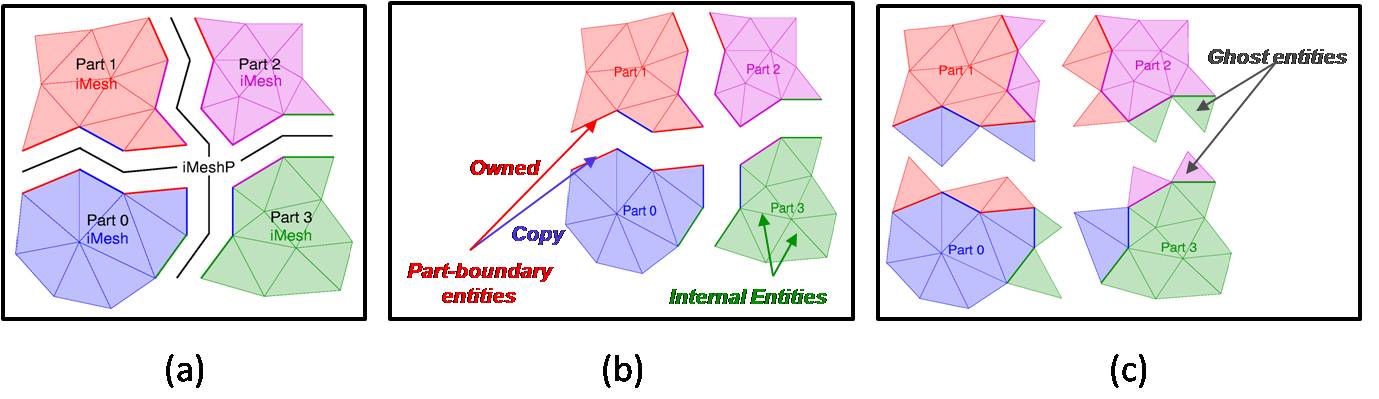 Part 1
iMesh
Part 2
iMesh
iMeshP
Part 0
iMesh
Part 3
iMesh
(a)
Part 1
Part 2
Owned
Copy
Part 0
Part 3
Part-boundary
entities
Internal Entities
(b)
Part 1
Part 2
Ghost entities
Part 0
Part 3
(c)